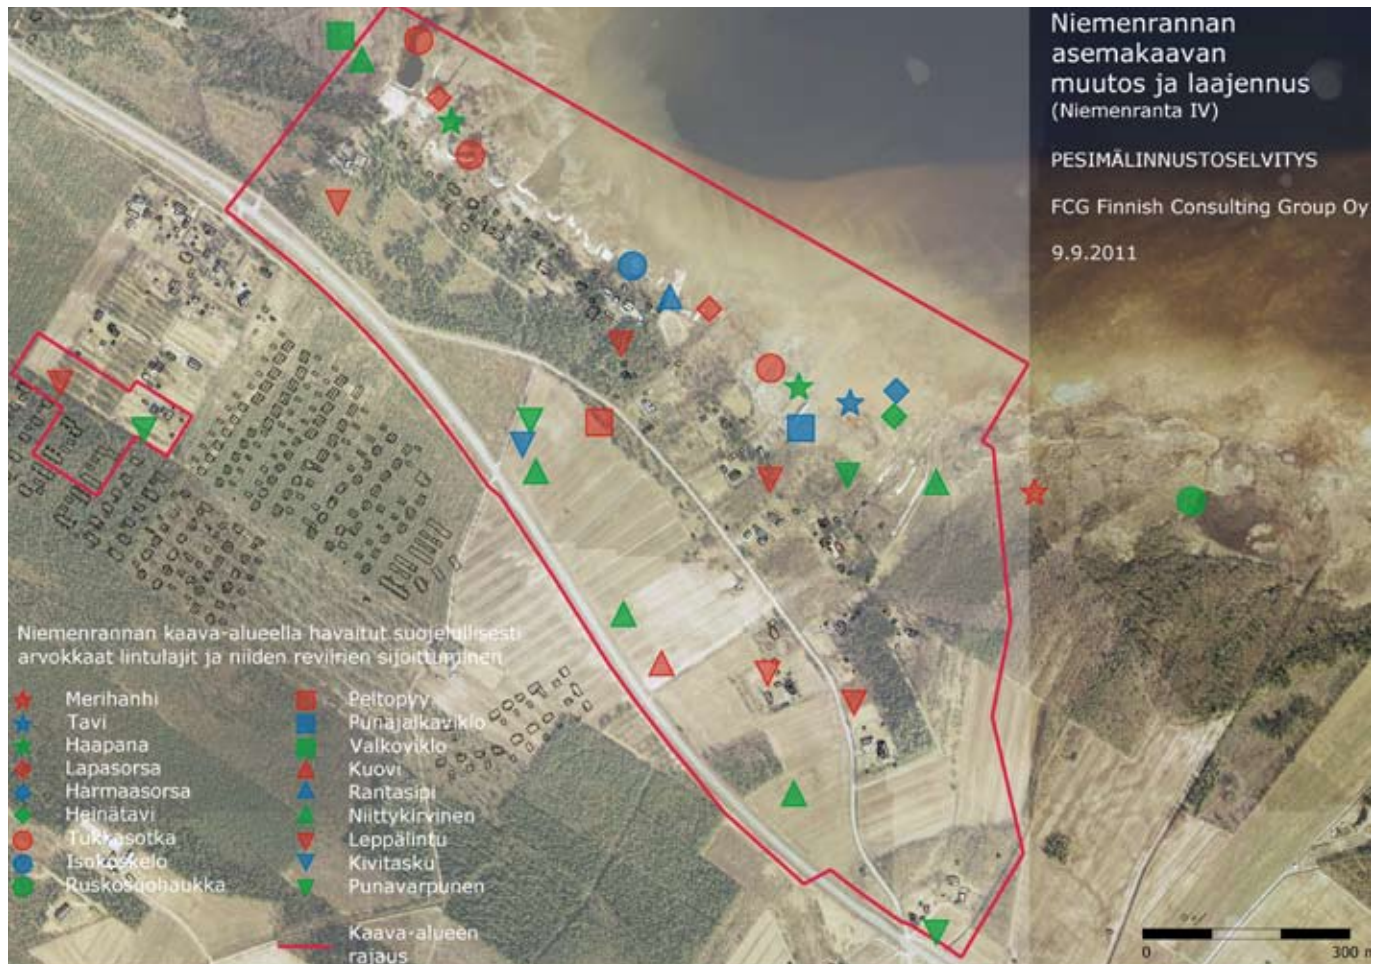 Niemenrannan
asemakaavan
muutos ja laajennus
(Niemenranta IV)
PESIMÄLINNUSTOSELVITYS
FCG Finnish Consulting Group Oy
9.9.2011
Niemenrannan kaava-alueella havaitut suojelullisesti
arvokkaat lintulajit ja niiden reviirien sijoittuminen
Merihanhi
Tavi
Haapana
Lapasorsa
Harmaasorsa
Heinätavi
Tukkasotka
Isokoskelo
Ruskosuohaukka
Peltopyy
Punajalkaviklo
Valkoviklo
Kuovi
Rantasipi
Niittykirvinen
Leppälintu
Kivitasku
Punavarpunen
Kaava-alueen
rajaus
0 300 m